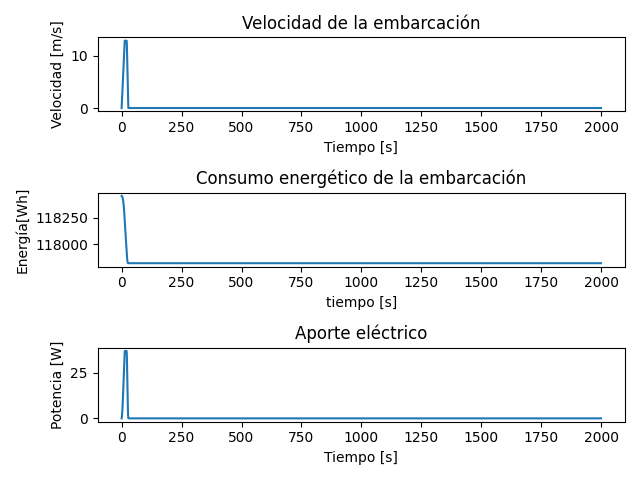 Velocidad de la embarcación
Velocidad [m/s]
10
0
0 250 500 750 1000 1250 1500 1750 2000
Tiempo [s]
Consumo energético de la embarcación
Energía[Wh]
118250
118000
0 250 500 750 1000 1250 1500 1750 2000
tiempo [s]
Aporte eléctrico
Potencia [W]
25
0
0 250 500 750 1000 1250 1500 1750 2000
Tiempo [s]